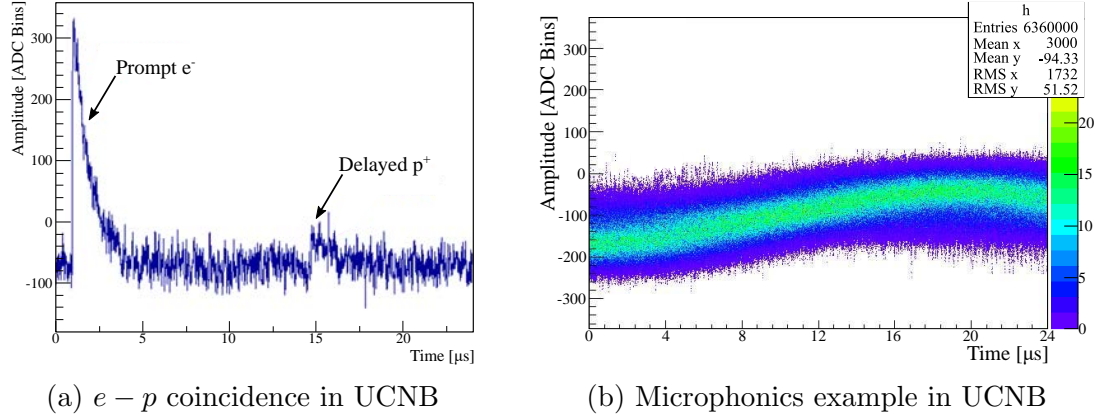 Amplitude [ADC Bins]
300
200
100
0
-100
Prompt e-
Delayed p+
0
5
10
15
20
Time [μs]
(a) e − p coincidence in UCNB
h
Entries 6360000
Mean x 3000
Mean y -94.33
RMS x 1732
RMS y 51.52
Amplitude [ADC Bins]
300
200
100
0
-100
-200
-300
0
4
8
12
16
20
24
Time [μs]
20
15
10
5
0
(b) Microphonics example in UCNB